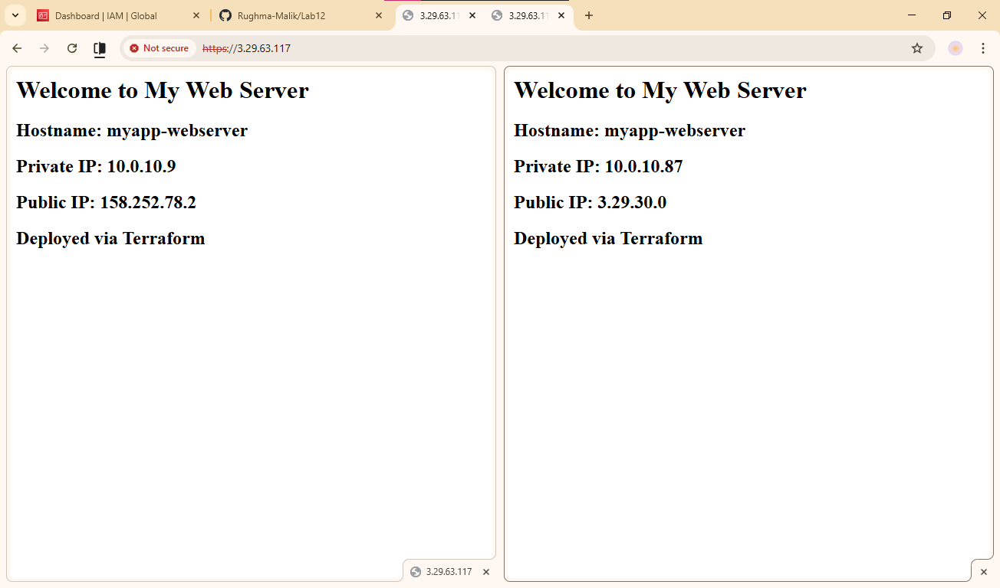 Dashboard | IAM | Global
Rughma-Malik/Lab12
3.29.63.11
3.29.63.11
Not secure
https://3.29.63.117
Welcome to My Web Server
Hostname: myapp-webserver
Private IP: 10.0.10.9
Public IP: 158.252.78.2
Deployed via Terraform
3.29.63.117
Welcome to My Web Server
Hostname: myapp-webserver
Private IP: 10.0.10.87
Public IP: 3.29.30.0
Deployed via Terraform